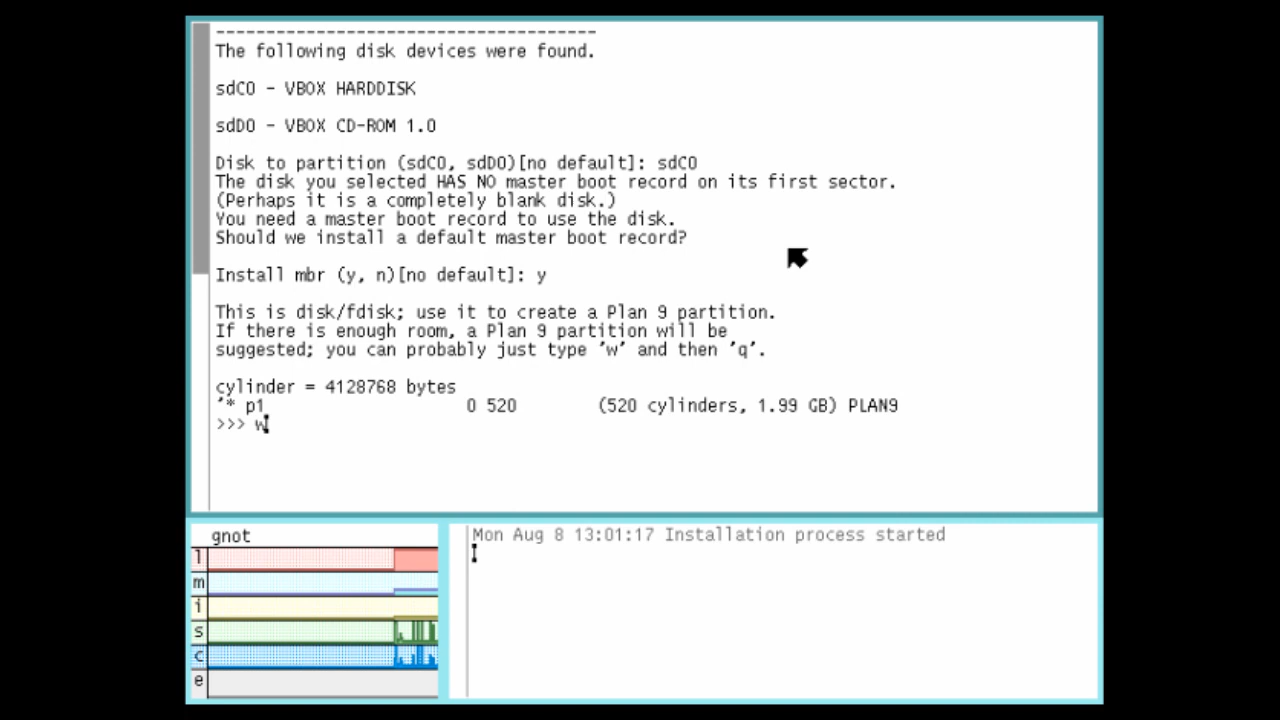 ------------------------------------
The following disk devices were found.
sdC0 - VBOX HARDDISK
sdD0 - VBOX CD-ROM 1.0
Disk to partition (sdC0, sdD0)[no default]: sdC0
The disk you selected HAS NO master boot record on its first sector.
(Perhaps it is a completely blank disk.)
You need a master boot record to use the disk.
Should we install a default master boot record?
Install mbr (y, n)[no default]: y
This is disk/fdisk; use it to create a Plan 9 partition.
If there is enough room, a Plan 9 partition will be
suggested; you can probably just type 'w' and then 'q'.
cylinder = 4128768 bytes
'* p1 0 520 (520 cylinders, 1.99 GB) PLAN9
>>> w
gnot
l
m
i
s
c
e
Mon Aug 8 13:01:17 Installation process started